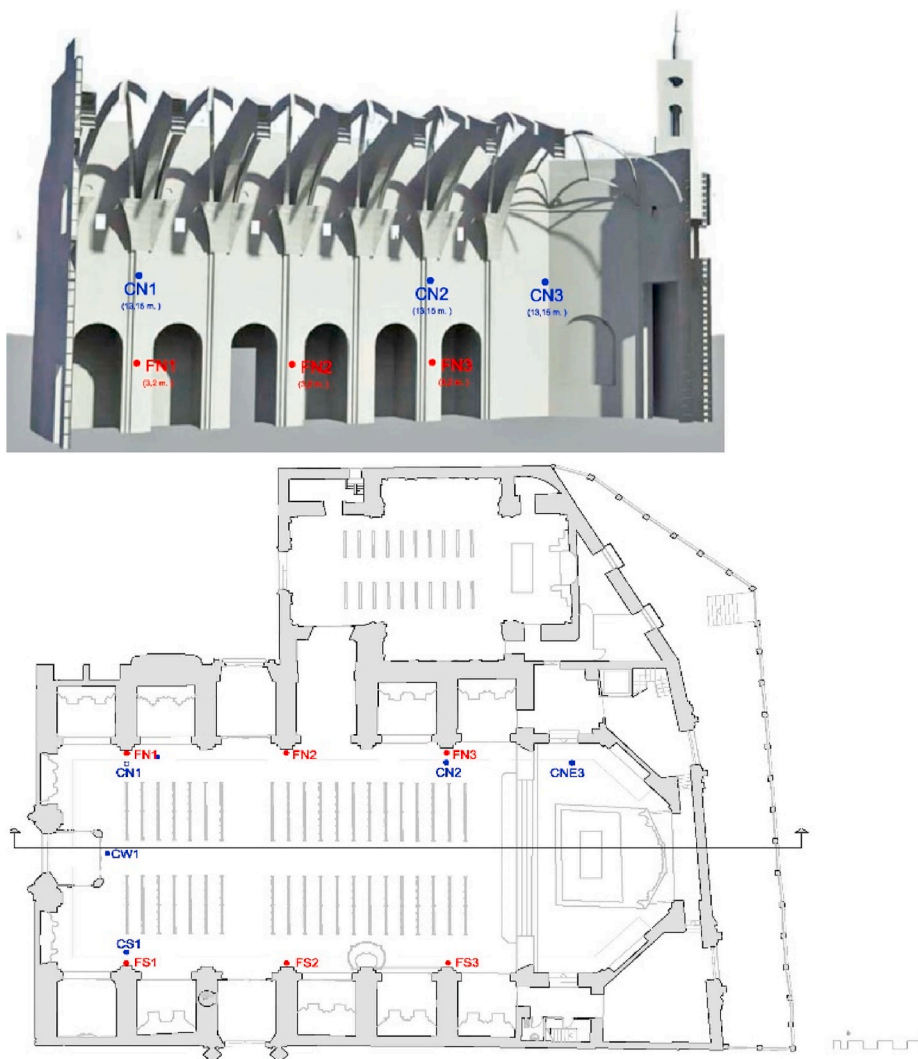 CN1
(13,15 m. )
CN2
(13,15 m. )
CN3
(13,15 m. )
FN1
(3,2 m. )
FN2
FN3
FN1
FN2
FN3
CN1
CN2
CNE3
CW1
CS1
FS1
FS2
FS3